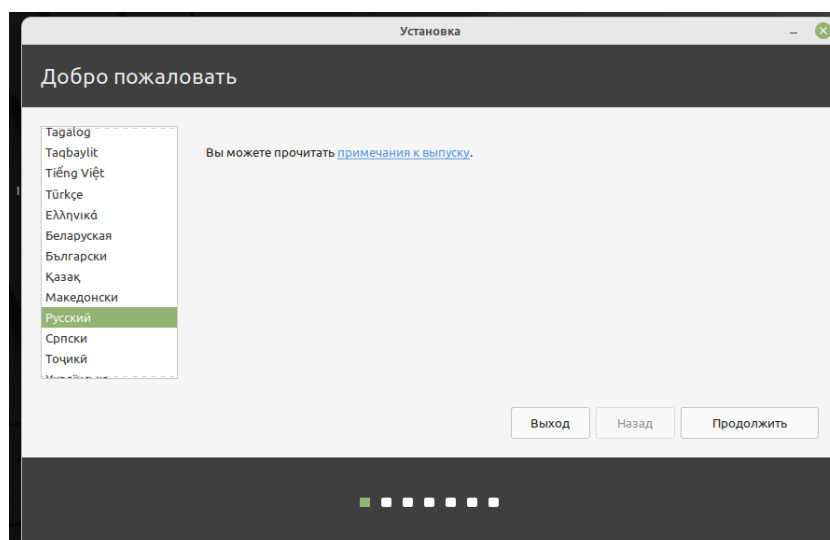 Установка
Добро пожаловать
Tagalog
Taqbaylit
Tiếng Việt
Türkçe
Ελληνικά
Беларуская
Български
Қазақ
Македонски
Русский
Српски
Тоҷикӣ
Вы можете прочитать примечания к выпуску.
Выход
Назад
Продолжить